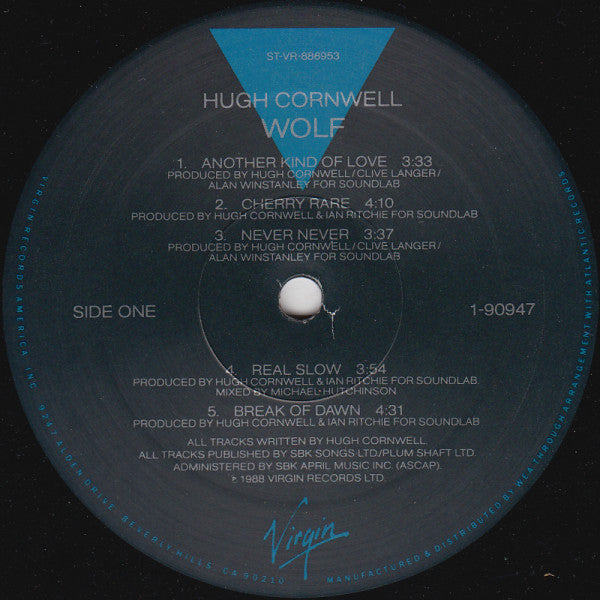 ST-VR-886953
HUGH CORNWELL
WOLF
1. ANOTHER KIND OF LOVE 3:33
PRODUCED BY HUGH CORNWELL/CLIVE LANGER/
ALAN WINSTANLEY FOR SOUNDLAB
2. CHERRY RARE 4:10
PRODUCED BY HUGH CORNWELL & IAN RITCHIE FOR SOUNDLAB
3. NEVER NEVER 3:37
PRODUCED BY HUGH CORNWELL/CLIVE LANGER/
ALAN WINSTANLEY FOR SOUNDLAB
SIDE ONE
1-90947
4. REAL SLOW 3:54
PRODUCED BY HUGH CORNWELL & IAN RITCHIE FOR SOUNDLAB.
MIXED BY MICHAEL HUTCHINSON
5. BREAK OF DAWN 4:31
PRODUCED BY HUGH CORNWELL & IAN RITCHIE FOR SOUNDLAB
ALL TRACKS WRITTEN BY HUGH CORNWELL.
ALL TRACKS PUBLISHED BY SBK SONGS LTD/PLUM SHAFT LTD.
ADMINISTERED BY SBK APRIL MUSIC INC (ASCAP).
℗ 1988 VIRGIN RECORDS LTD.
Virgin
VIRGIN RECORDS AMERICA, INC. 9247 ALDEN DRIVE, BEVERLY HILLS, CA 90210
MANUFACTURED & DISTRIBUTED BY WEA THROUGH ARRANGEMENT WITH ATLANTIC RECORDS